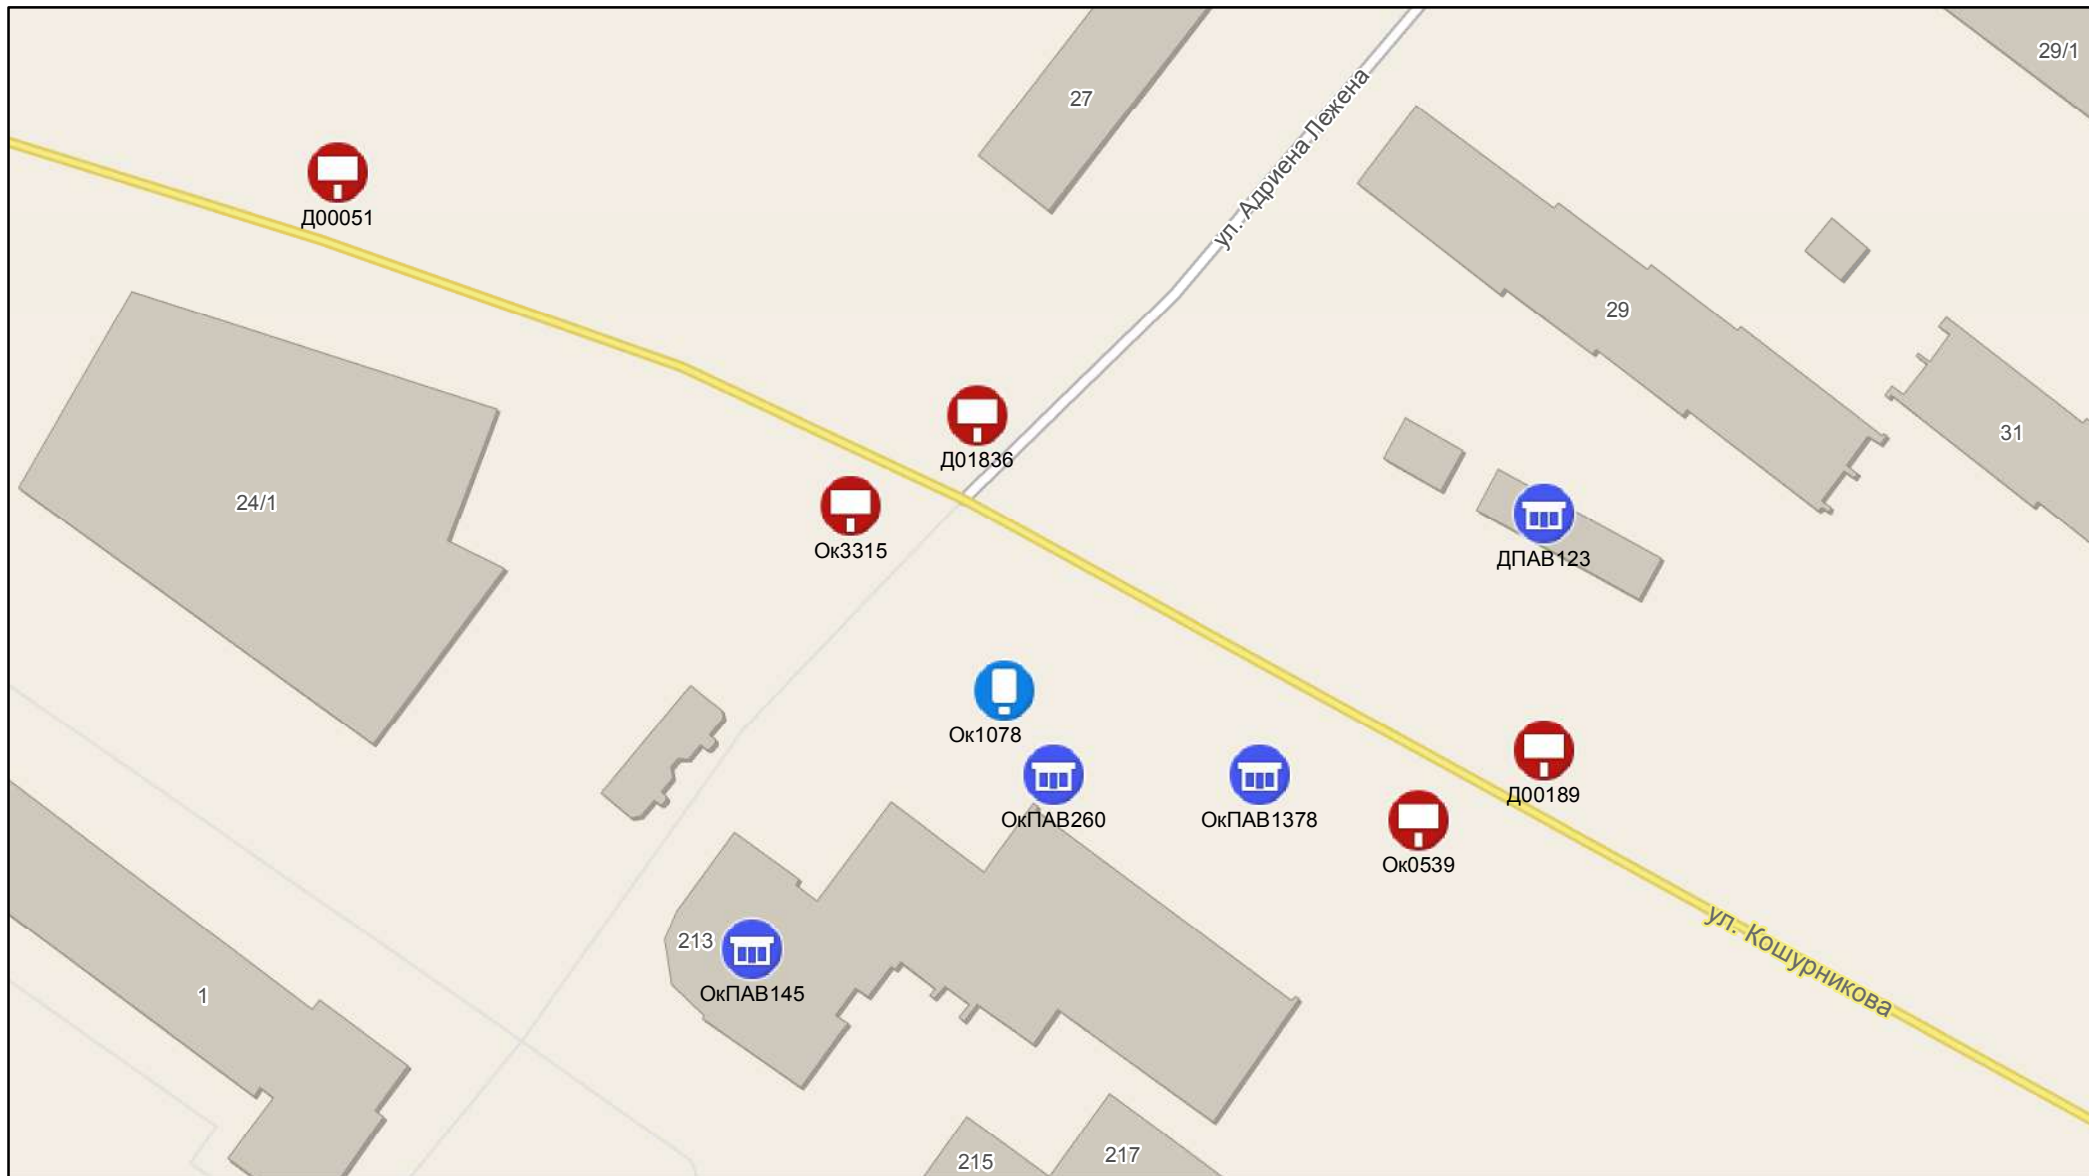 29/1
27
ул. Адриена Лежена
Д00051
29
Д01836
31
24/1
Ок3315
ДПАВ123
Ок1078
Д00189
ОкПАВ260
ОкПАВ1378
Ок0539
213
ул. Кошурникова
ОкПАВ145
1
215
217